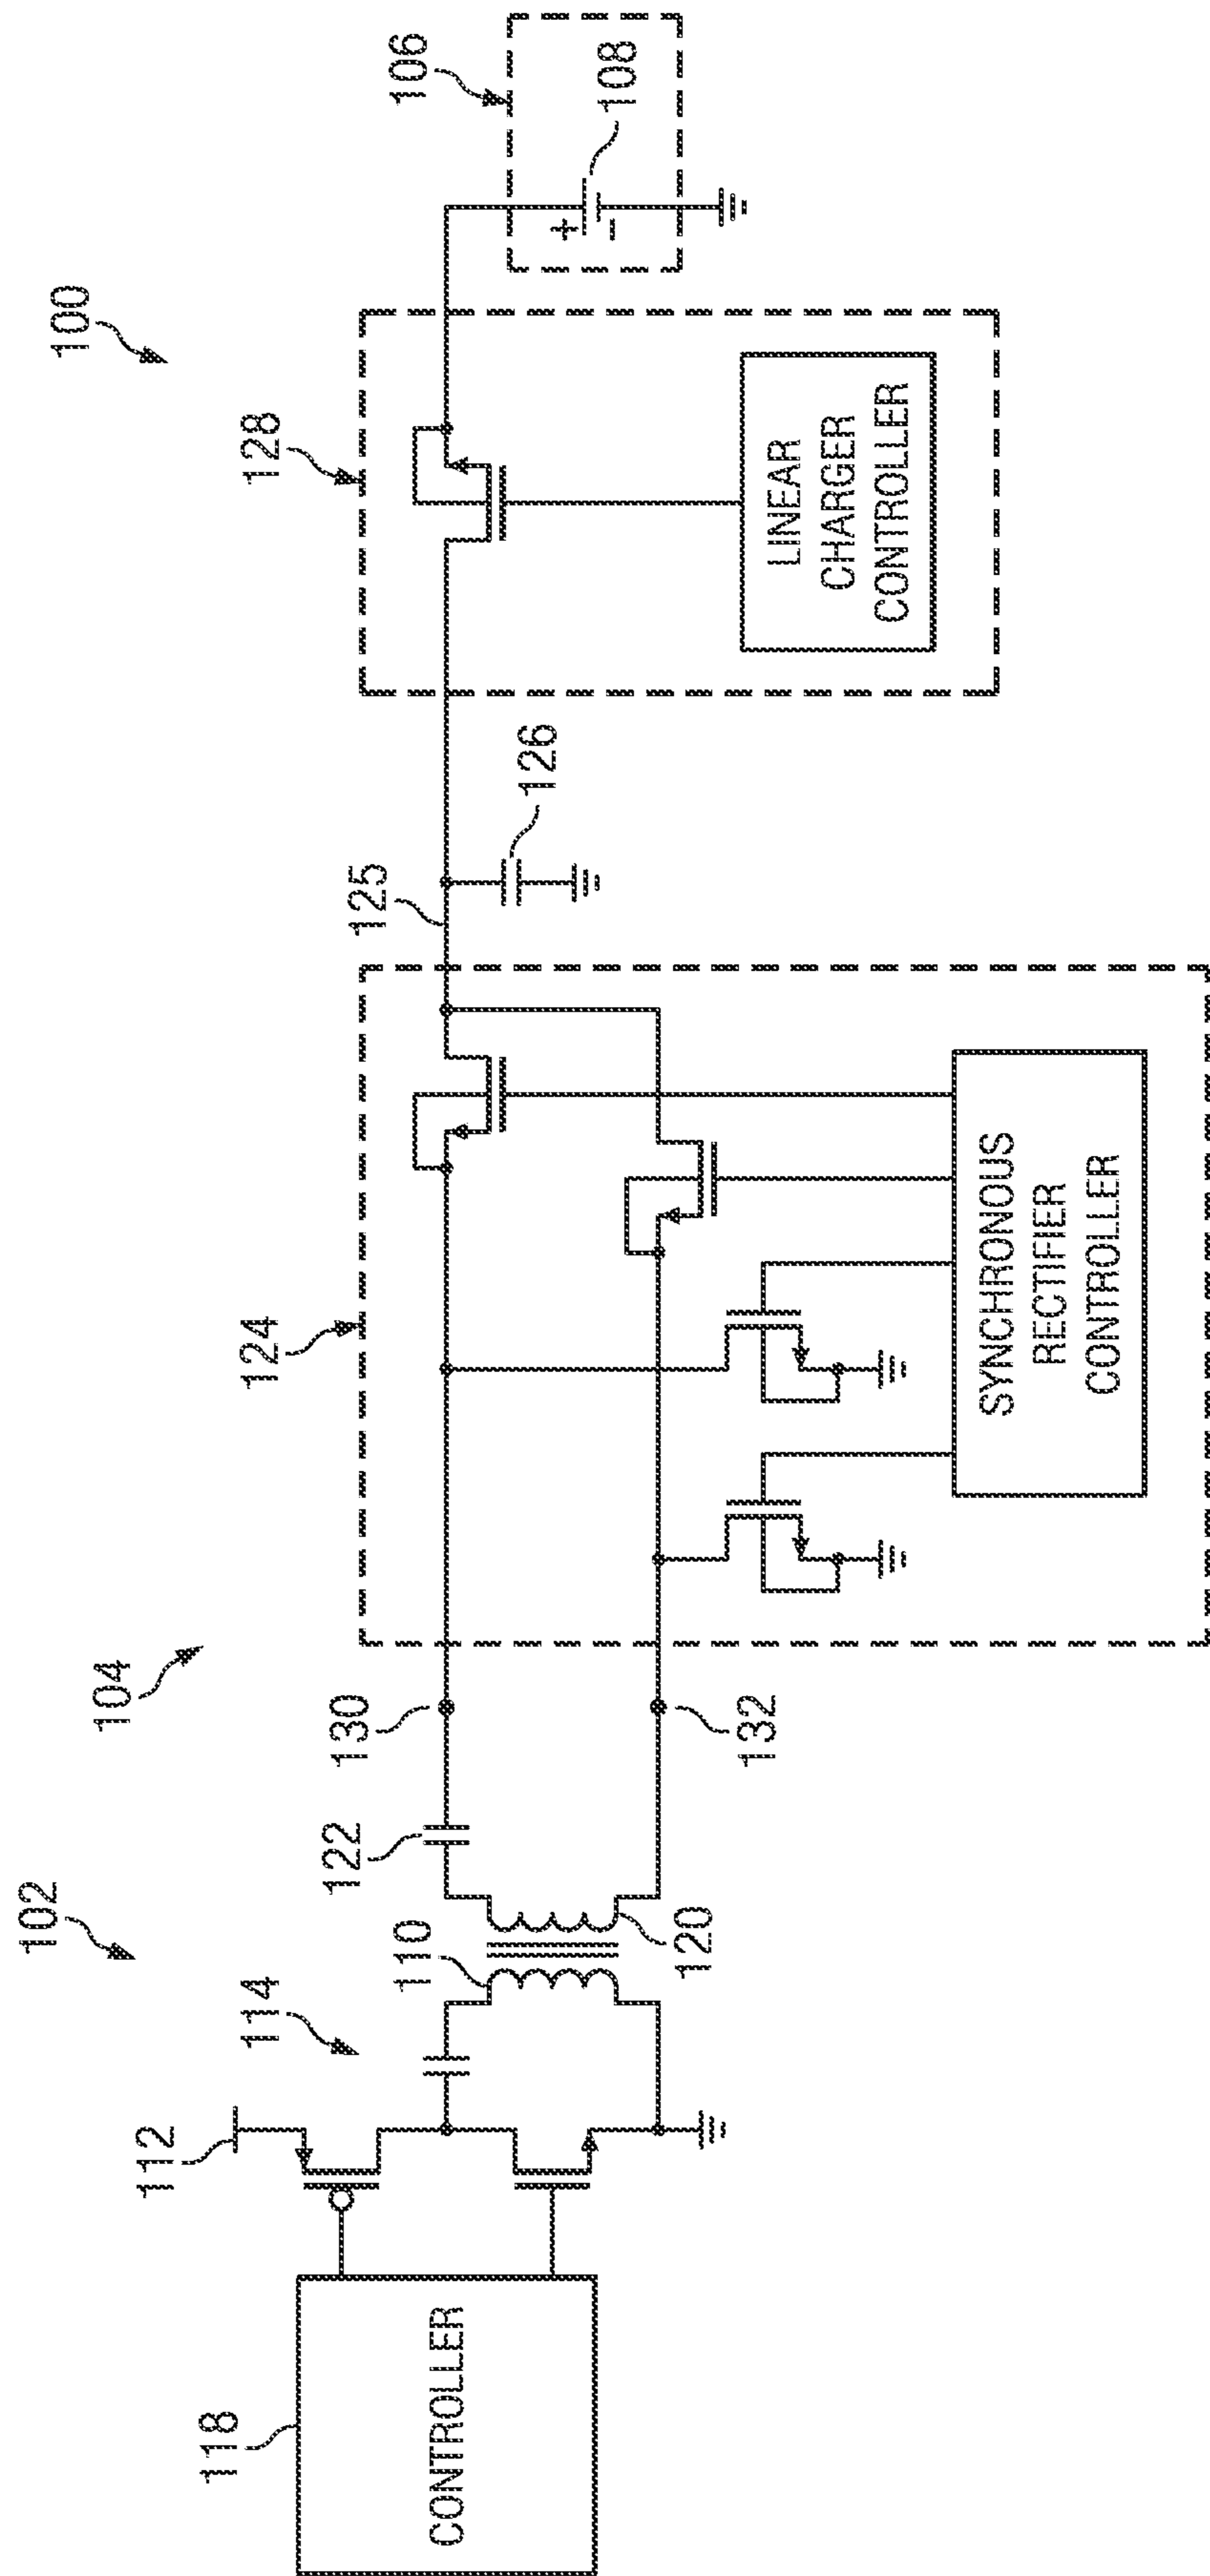 100
102
104
106
108
128
124
125
126
114
112
110
122
130
132
120
118
CONTROLLER
SYNCHRONOUS
RECTIFIER
CONTROLLER
LINEAR
CHARGER
CONTROLLER
+
-